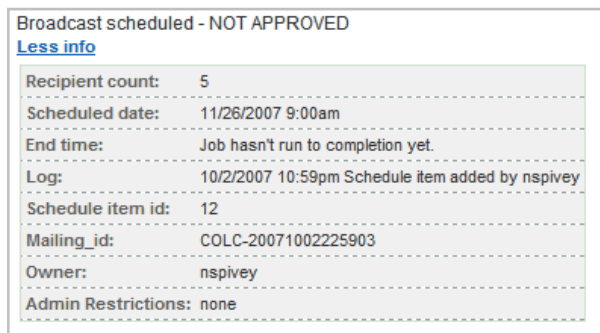 Broadcast scheduled - NOT APPROVED
Less info
Recipient count: 5
Scheduled date: 11/26/2007 9:00am
End time: Job hasn't run to completion yet.
Log: 10/2/2007 10:59pm Schedule item added by nspivey
Schedule item id: 12
Mailing_id: COLC-20071002225903
Owner: nspivey
Admin Restrictions: none